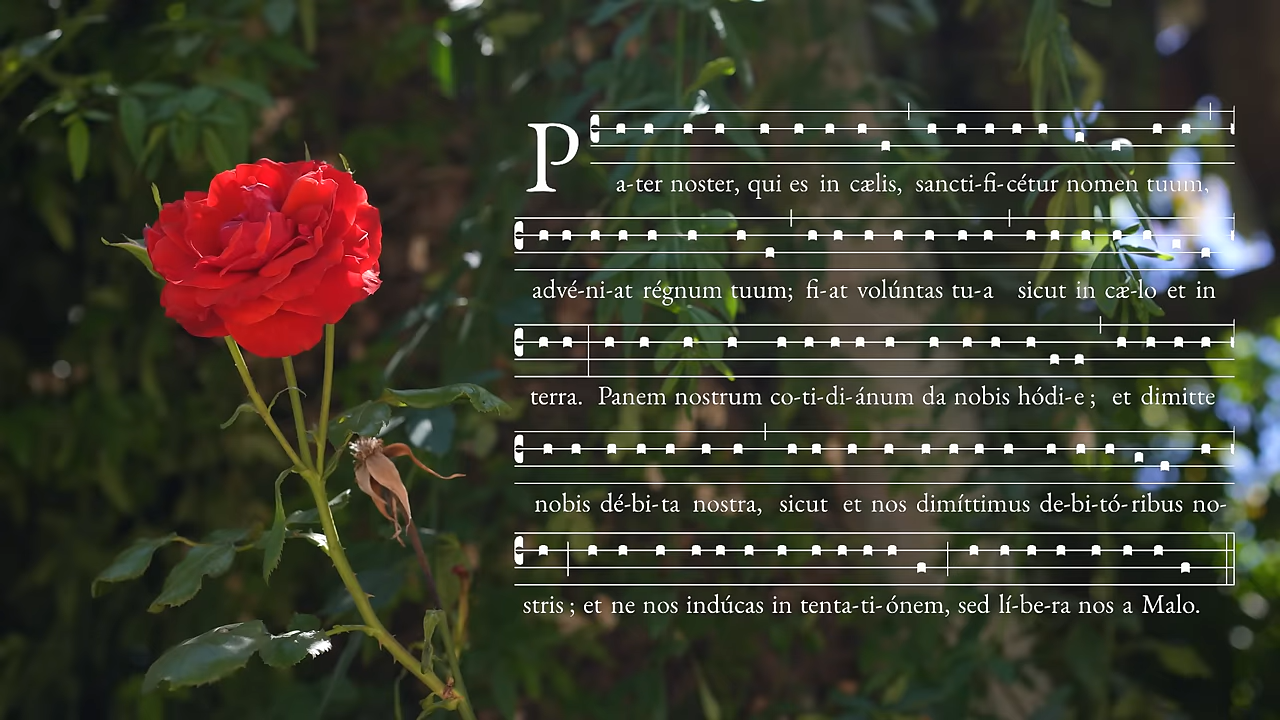 Pa-ter noster, qui es in cælis, sancti-fi-cétur nomen tuum,
advé-ni-at régnum tuum; fi-at volúntas tu-a sicut in cæ-lo et in
terra. Panem nostrum co-ti-di-ánum da nobis hódi-e ; et dimitte
nobis dé-bi-ta nostra, sicut et nos dimíttimus de-bi-tó-ribus no-
stris ; et ne nos indúcas in tenta-ti-ónem, sed lí-be-ra nos a Malo.